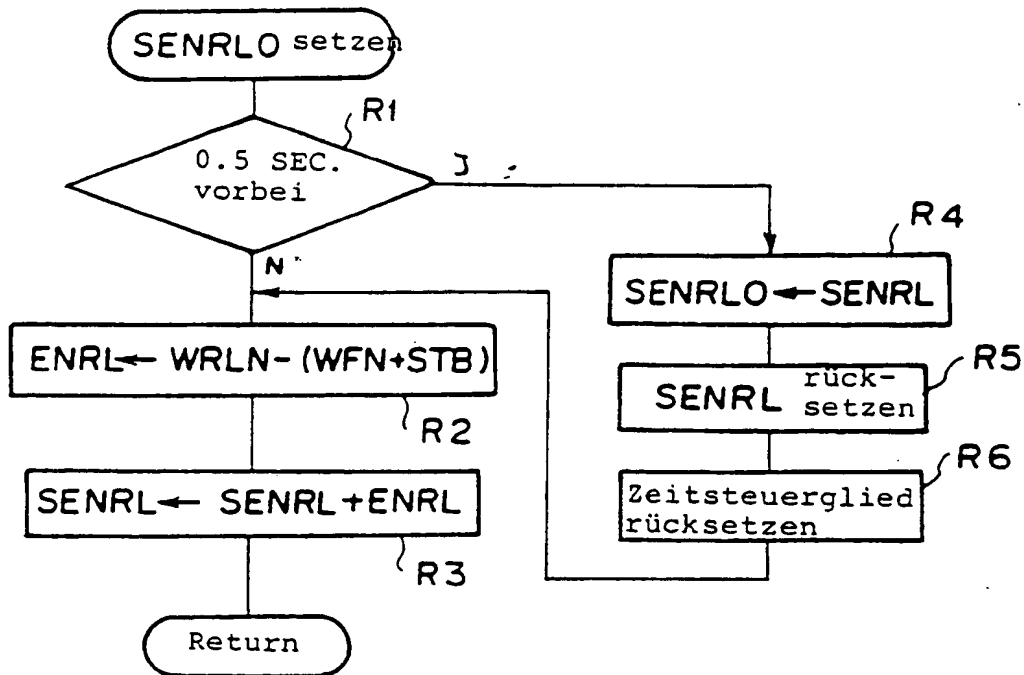 SENRLO setzen
R1
0.5 SEC.
vorbei
J
N
R4
SENRLO ← SENRL
ENRL ← WRLN-(WFN+STB)
R2
R5
SENRL rück-
setzen
SENRL ← SENRL+ENRL
R3
R6
Zeitsteuerglied
rücksetzen
Return